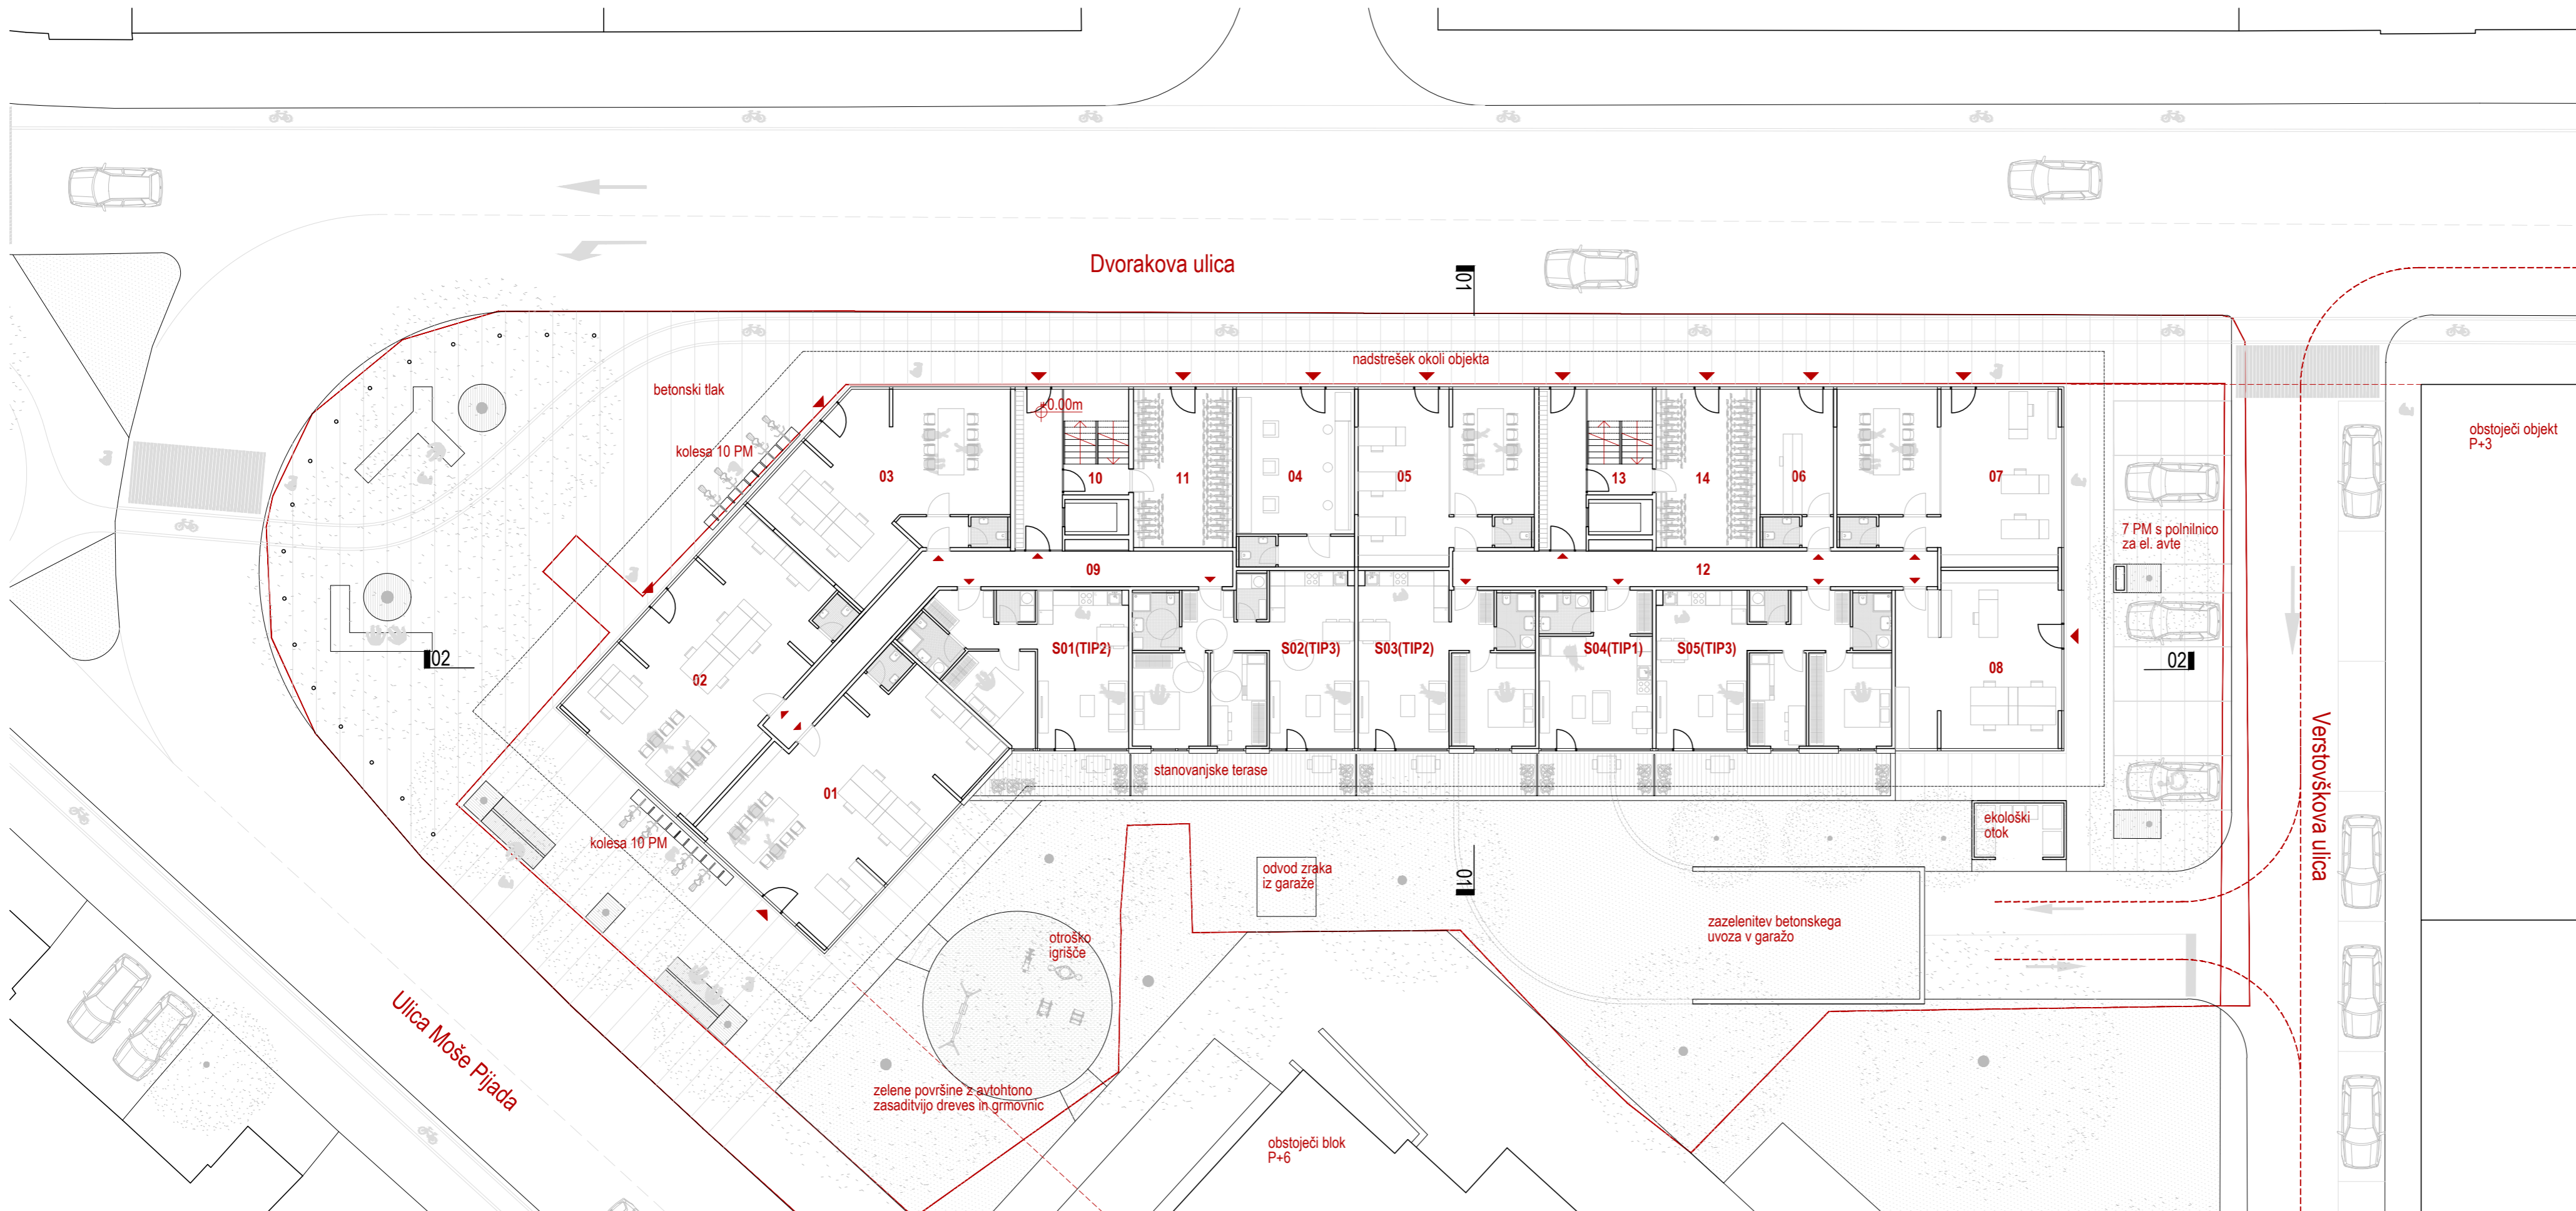 Dvorakova ulica
01
nadstrešek okoli objekta
betonski tlak
±0.00m
kolesa 10 PM
obstoječi objekt
P+3
03
10
11
04
05
13
14
06
07
7 PM s polnilnico
za el. avte
09
12
S01(TIP2)
S02(TIP3)
S03(TIP2)
S04(TIP1)
S05(TIP3)
02
02
02
08
Verstovškova ulica
stanovanjske terase
01
kolesa 10 PM
ekološki
otok
odvod zraka
iz garaže
01
zazelenitev betonskega
uvoza v garažo
otroško
igrišče
Ulica Moše Pijada
zelene površine z avtohtono
zasaditvijo dreves in grmovnic
obstoječi blok
P+6